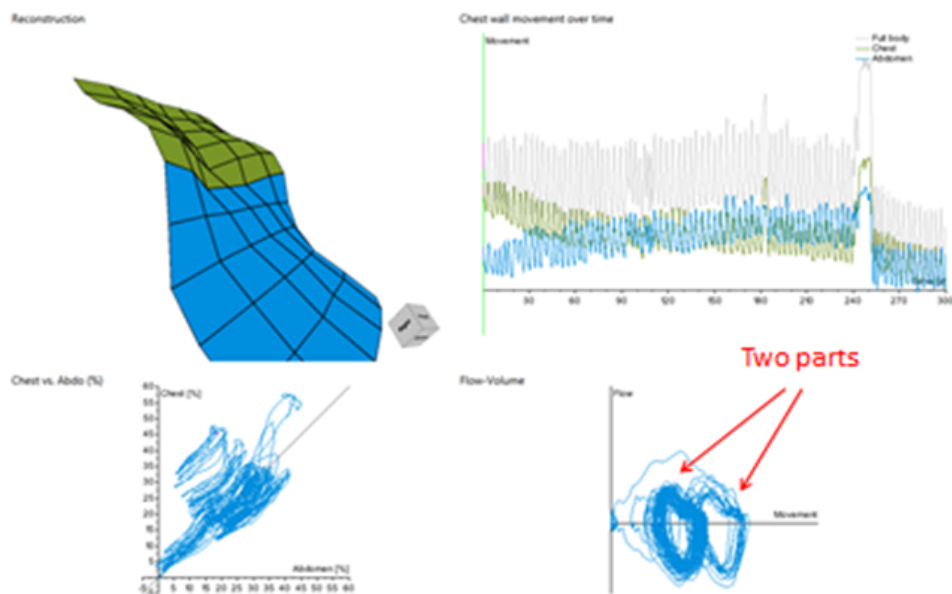 Reconstruction
Chest wall movement over time
Movement
Full body
Chest
Abdomen
30 60 90 120 150 180 210 240 270 300
Chest vs. Abdo (%)
Chest [%]
60
55
50
45
40
35
30
25
20
15
10
5
-5 5 10 15 20 25 30 35 40 45 50 55 60
Abdomen [%]
Two parts
Flow-Volume
Flow
Movement